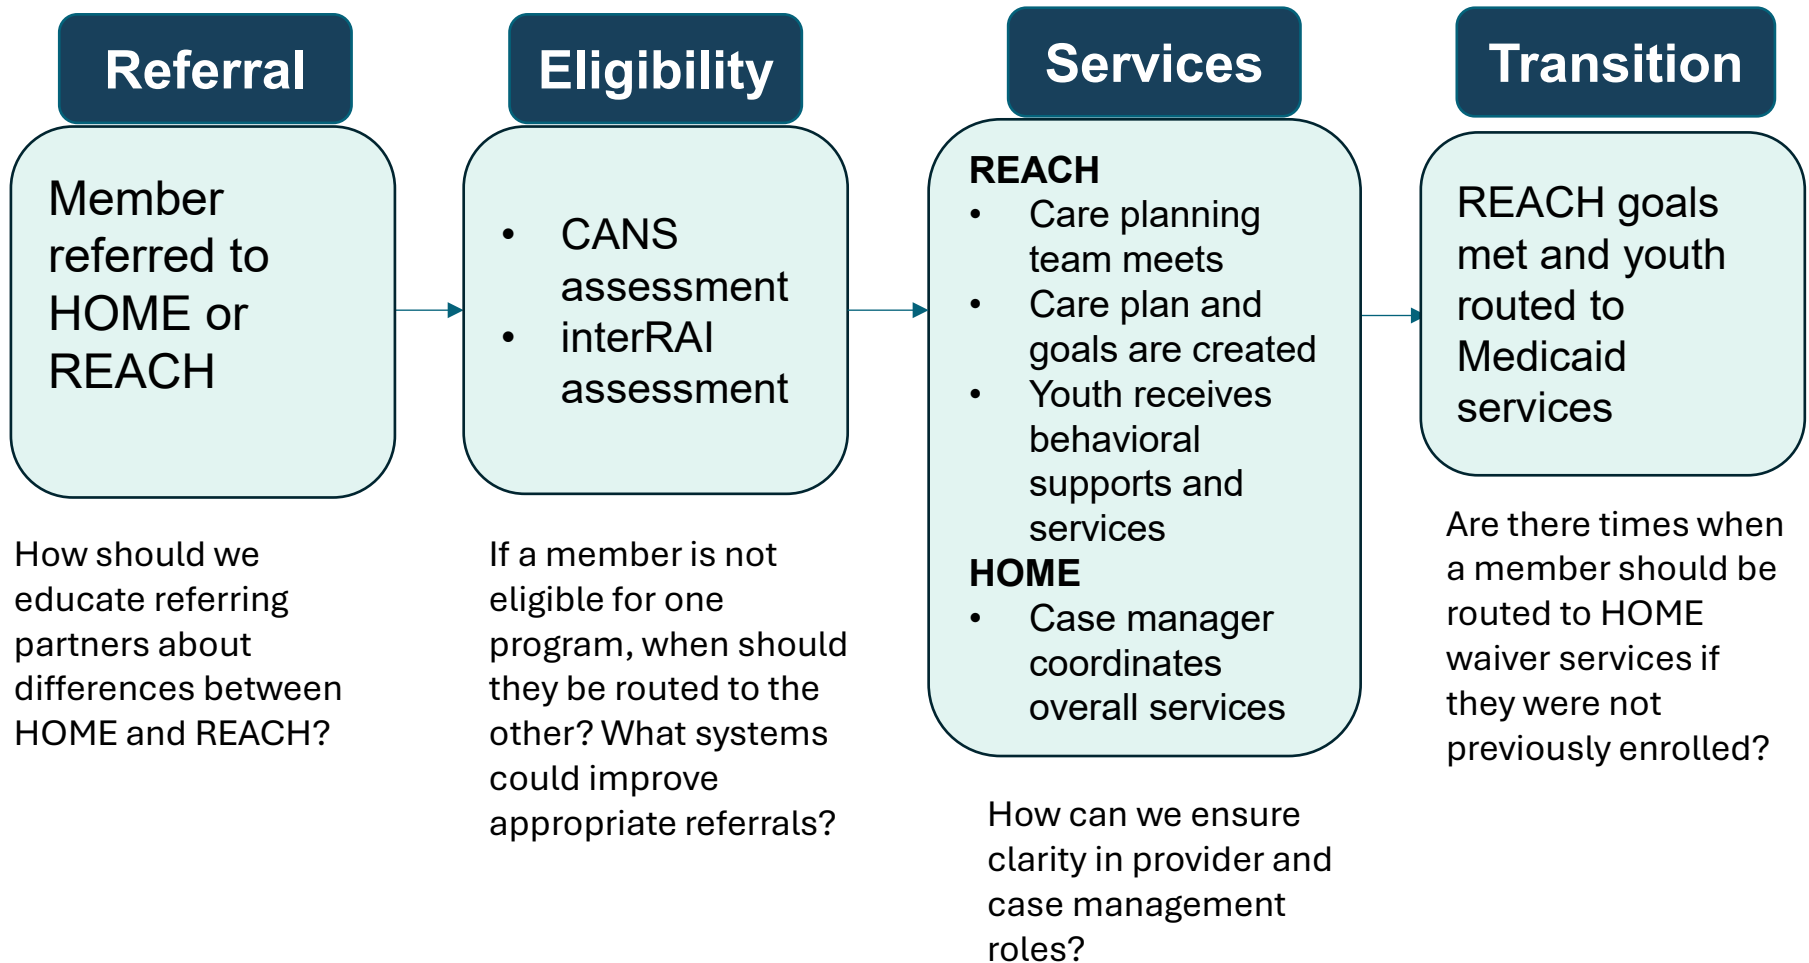 Referral
Member
referred to
HOME or
REACH
How should we
educate referring
partners about
differences between
HOME and REACH?
Eligibility
• CANS
assessment
• interRAI
assessment
If a member is not
eligible for one
program, when should
they be routed to the
other? What systems
could improve
appropriate referrals?
Services
REACH
• Care planning
team meets
• Care plan and
goals are created
• Youth receives
behavioral
supports and
services
HOME
• Case manager
coordinates
overall services
How can we ensure
clarity in provider and
case management
roles?
Transition
REACH goals
met and youth
routed to
Medicaid
services
Are there times when
a member should be
routed to HOME
waiver services if
they were not
previously enrolled?